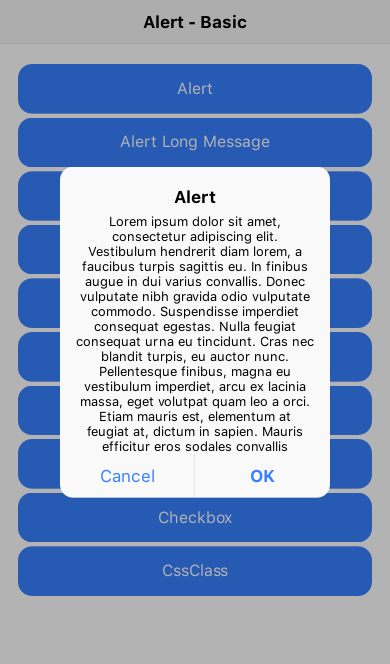 Alert - Basic
Alert
Alert Long Message
Alert
Lorem ipsum dolor sit amet,
consectetur adipiscing elit.
Vestibulum hendrerit diam lorem, a
faucibus turpis sagittis eu. In finibus
augue in dui varius convallis. Donec
vulputate nibh gravida odio vulputate
commodo. Suspendisse imperdiet
consequat egestas. Nulla feugiat
consequat urna eu tincidunt. Cras nec
blandit turpis, eu auctor nunc.
Pellentesque finibus, magna eu
vestibulum imperdiet, arcu ex lacinia
massa, eget volutpat quam leo a orci.
Etiam mauris est, elementum at
feugiat at, dictum in sapien. Mauris
efficitur eros sodales convallis
Cancel
OK
Checkbox
CssClass